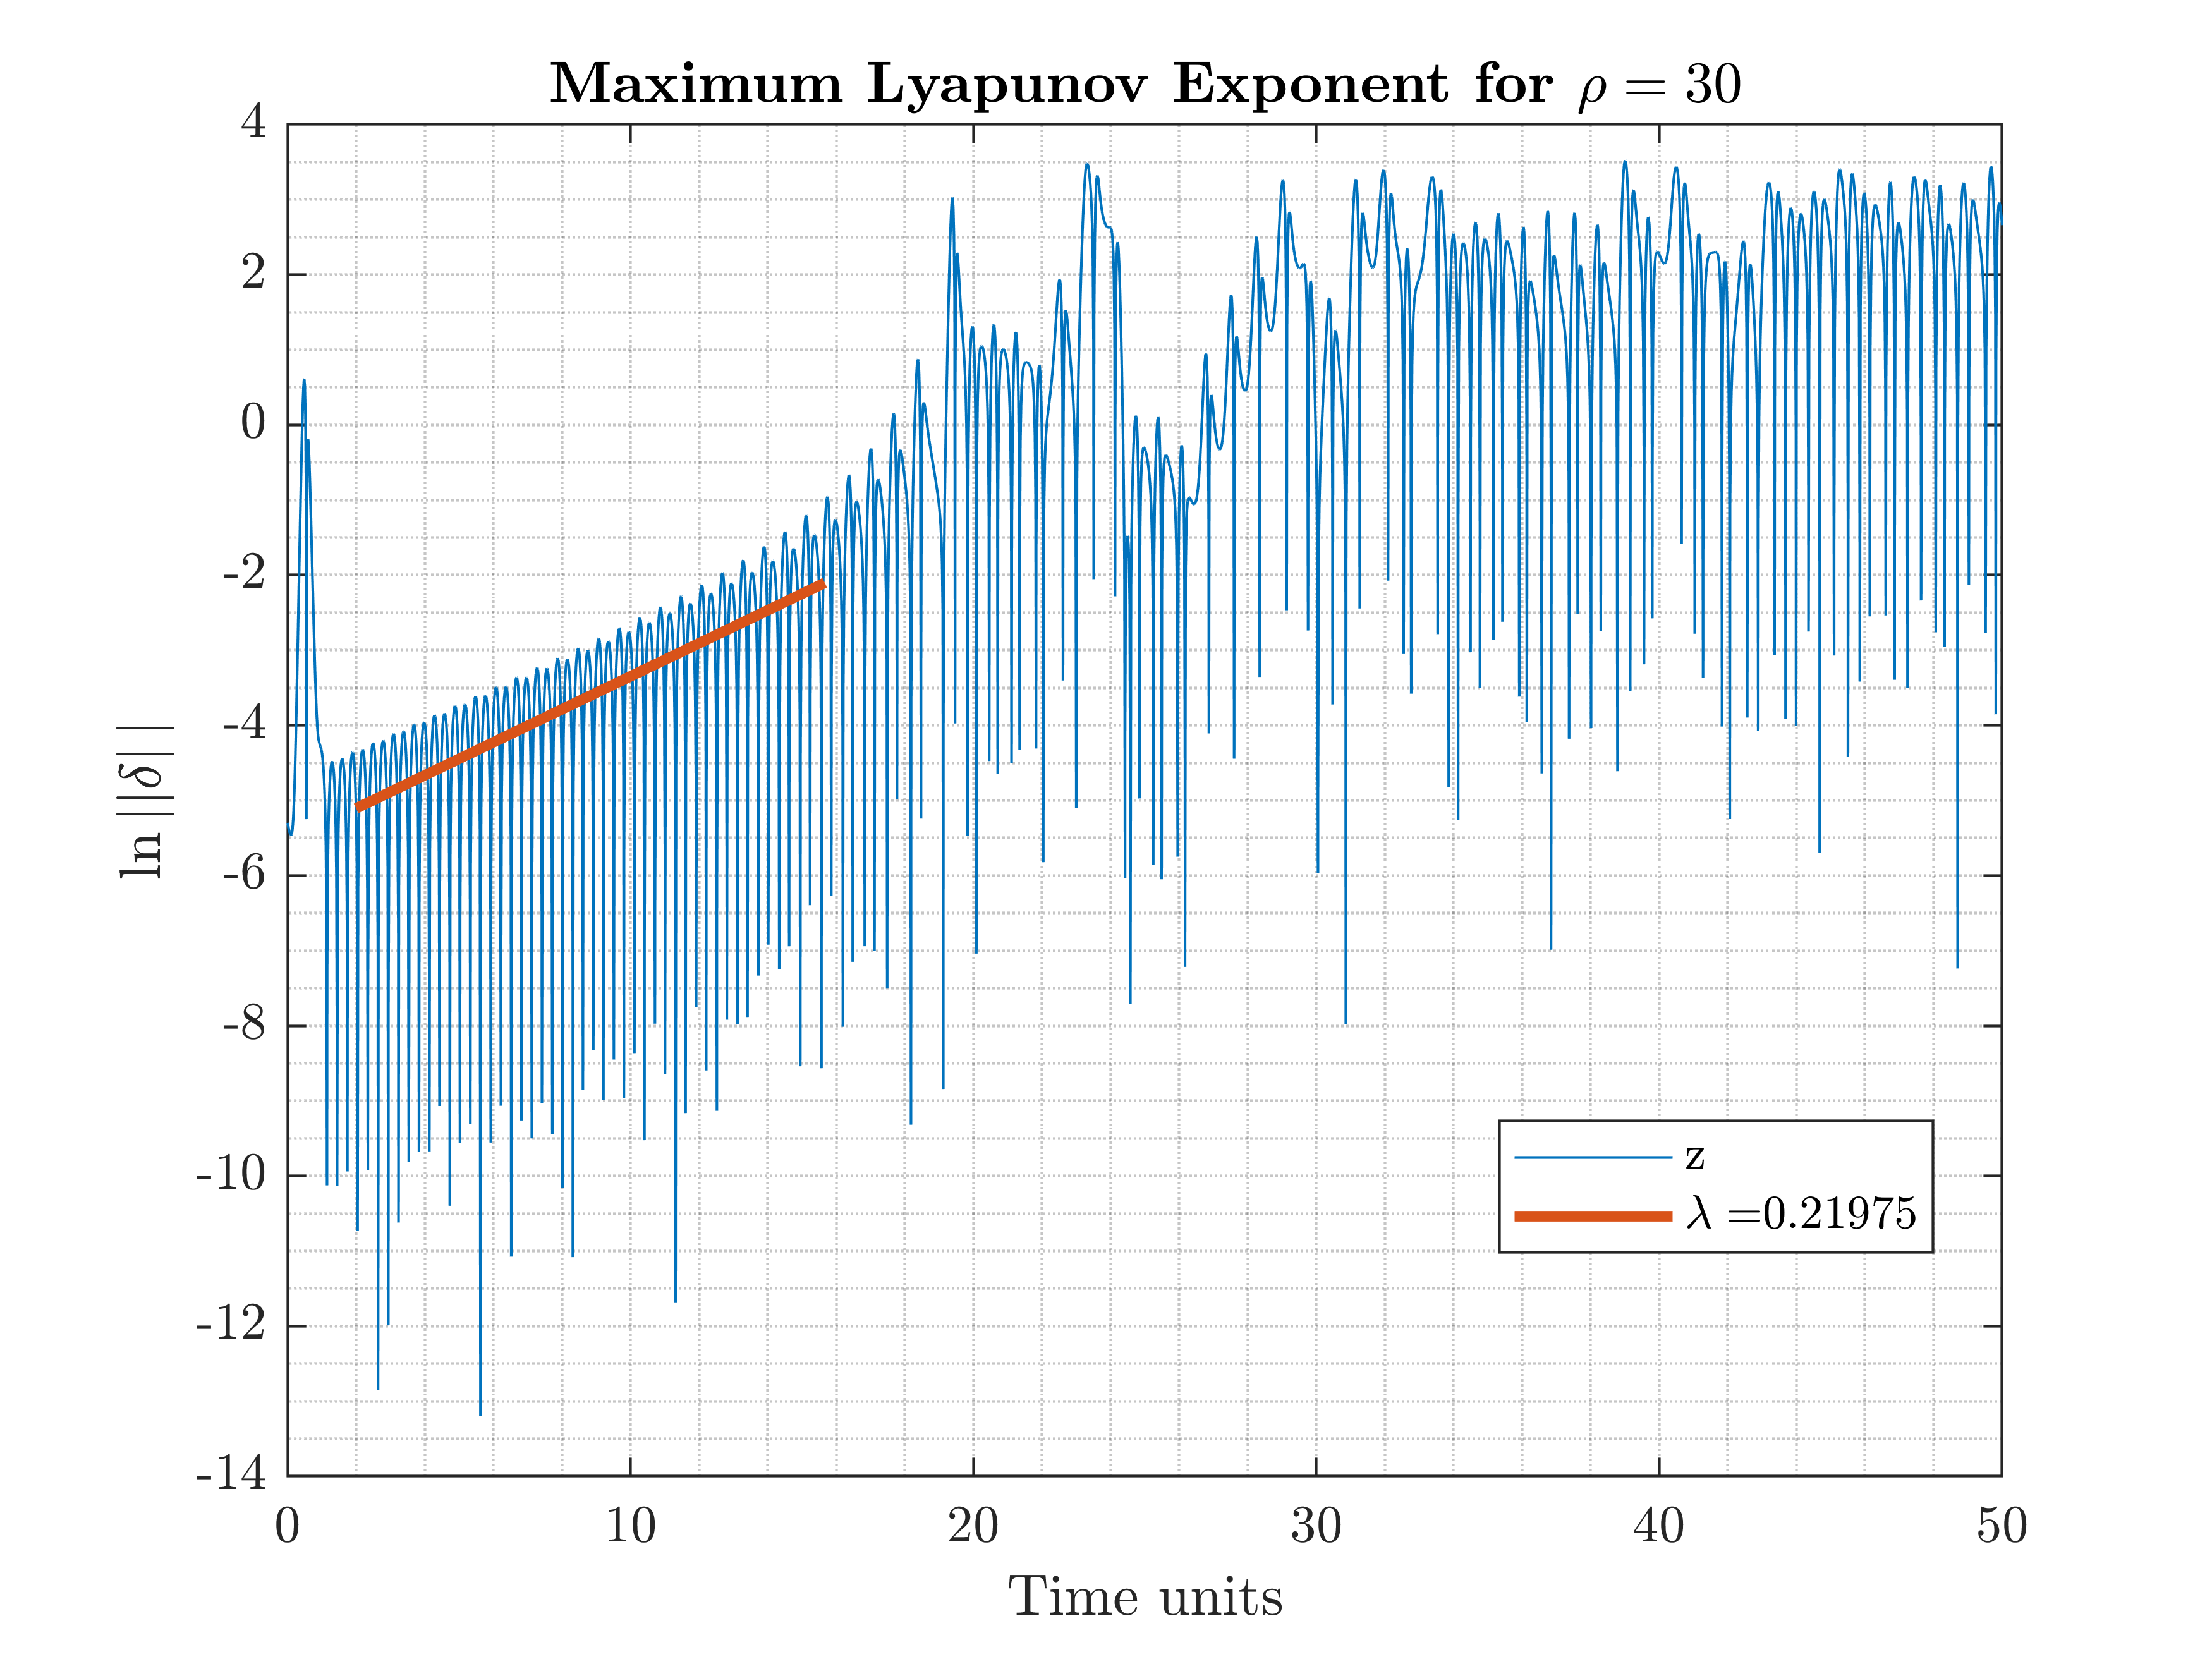 Maximum Lyapunov Exponent for ρ = 30
4
2
0
-2
-4
-6
-8
-10
-12
-14
ln ||δ||
0 10 20 30 40 50
Time units
z
λ =0.21975